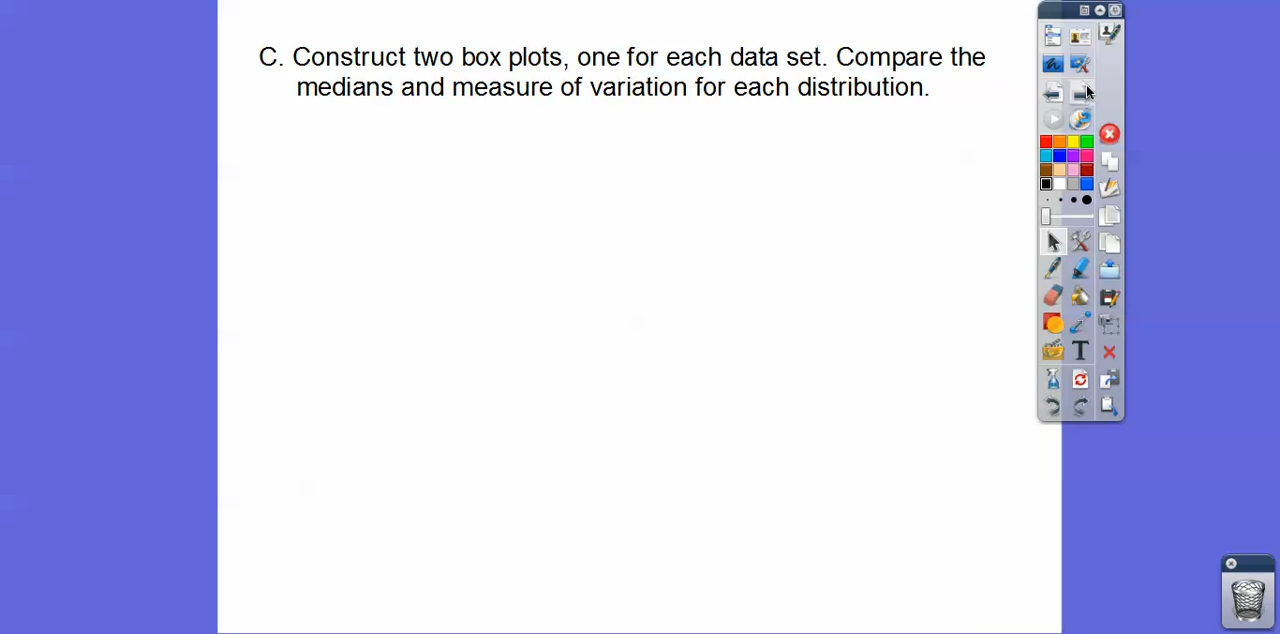 C. Construct two box plots, one for each data set. Compare the
medians and measure of variation for each distribution.
T